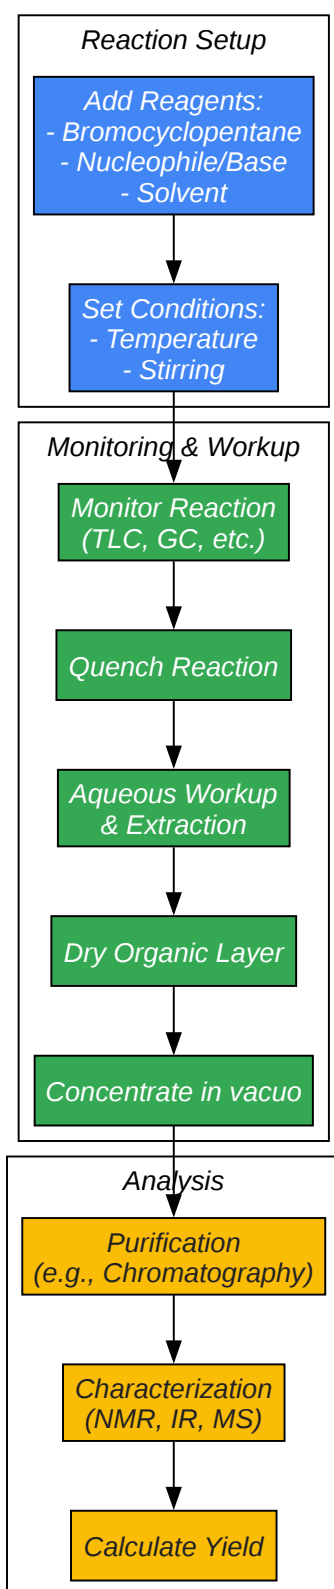 Reaction Setup
Add Reagents:
- Bromocyclopentane
- Nucleophile/Base
- Solvent
Set Conditions:
- Temperature
- Stirring
Monitoring & Workup
Monitor Reaction
(TLC, GC, etc.)
Quench Reaction
Aqueous Workup
& Extraction
Dry Organic Layer
Concentrate in vacuo
Analysis
Purification
(e.g., Chromatography)
Characterization
(NMR, IR, MS)
Calculate Yield